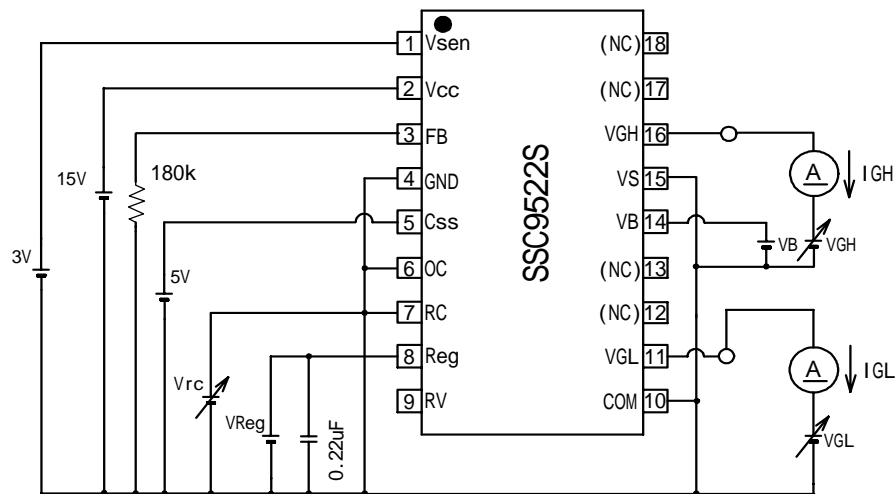 1 Vsen
2 Vcc
3 FB
4 GND
5 Css
6 OC
7 RC
8 Reg
9 RV
(NC) 18
(NC) 17
VGH 16
VS 15
VB 14
(NC) 13
(NC) 12
VGL 11
COM 10
SSC9522S
3V
15V
180k
5V
Vrc
VReg
0.22uF
A
IGH
VB
VGH
A
IGL
VGL